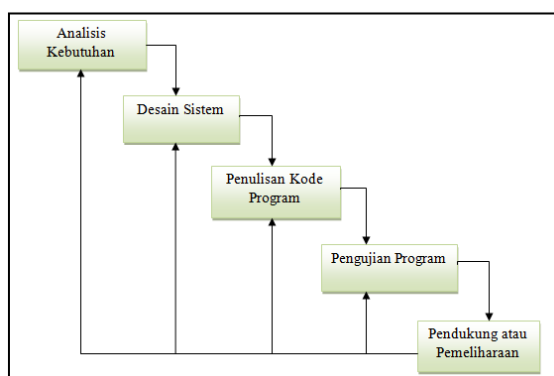 Analisis
Kebutuhan
Desain Sistem
Penulisan Kode
Program
Pengujian Program
Pendukung atau
Pemeliharaan